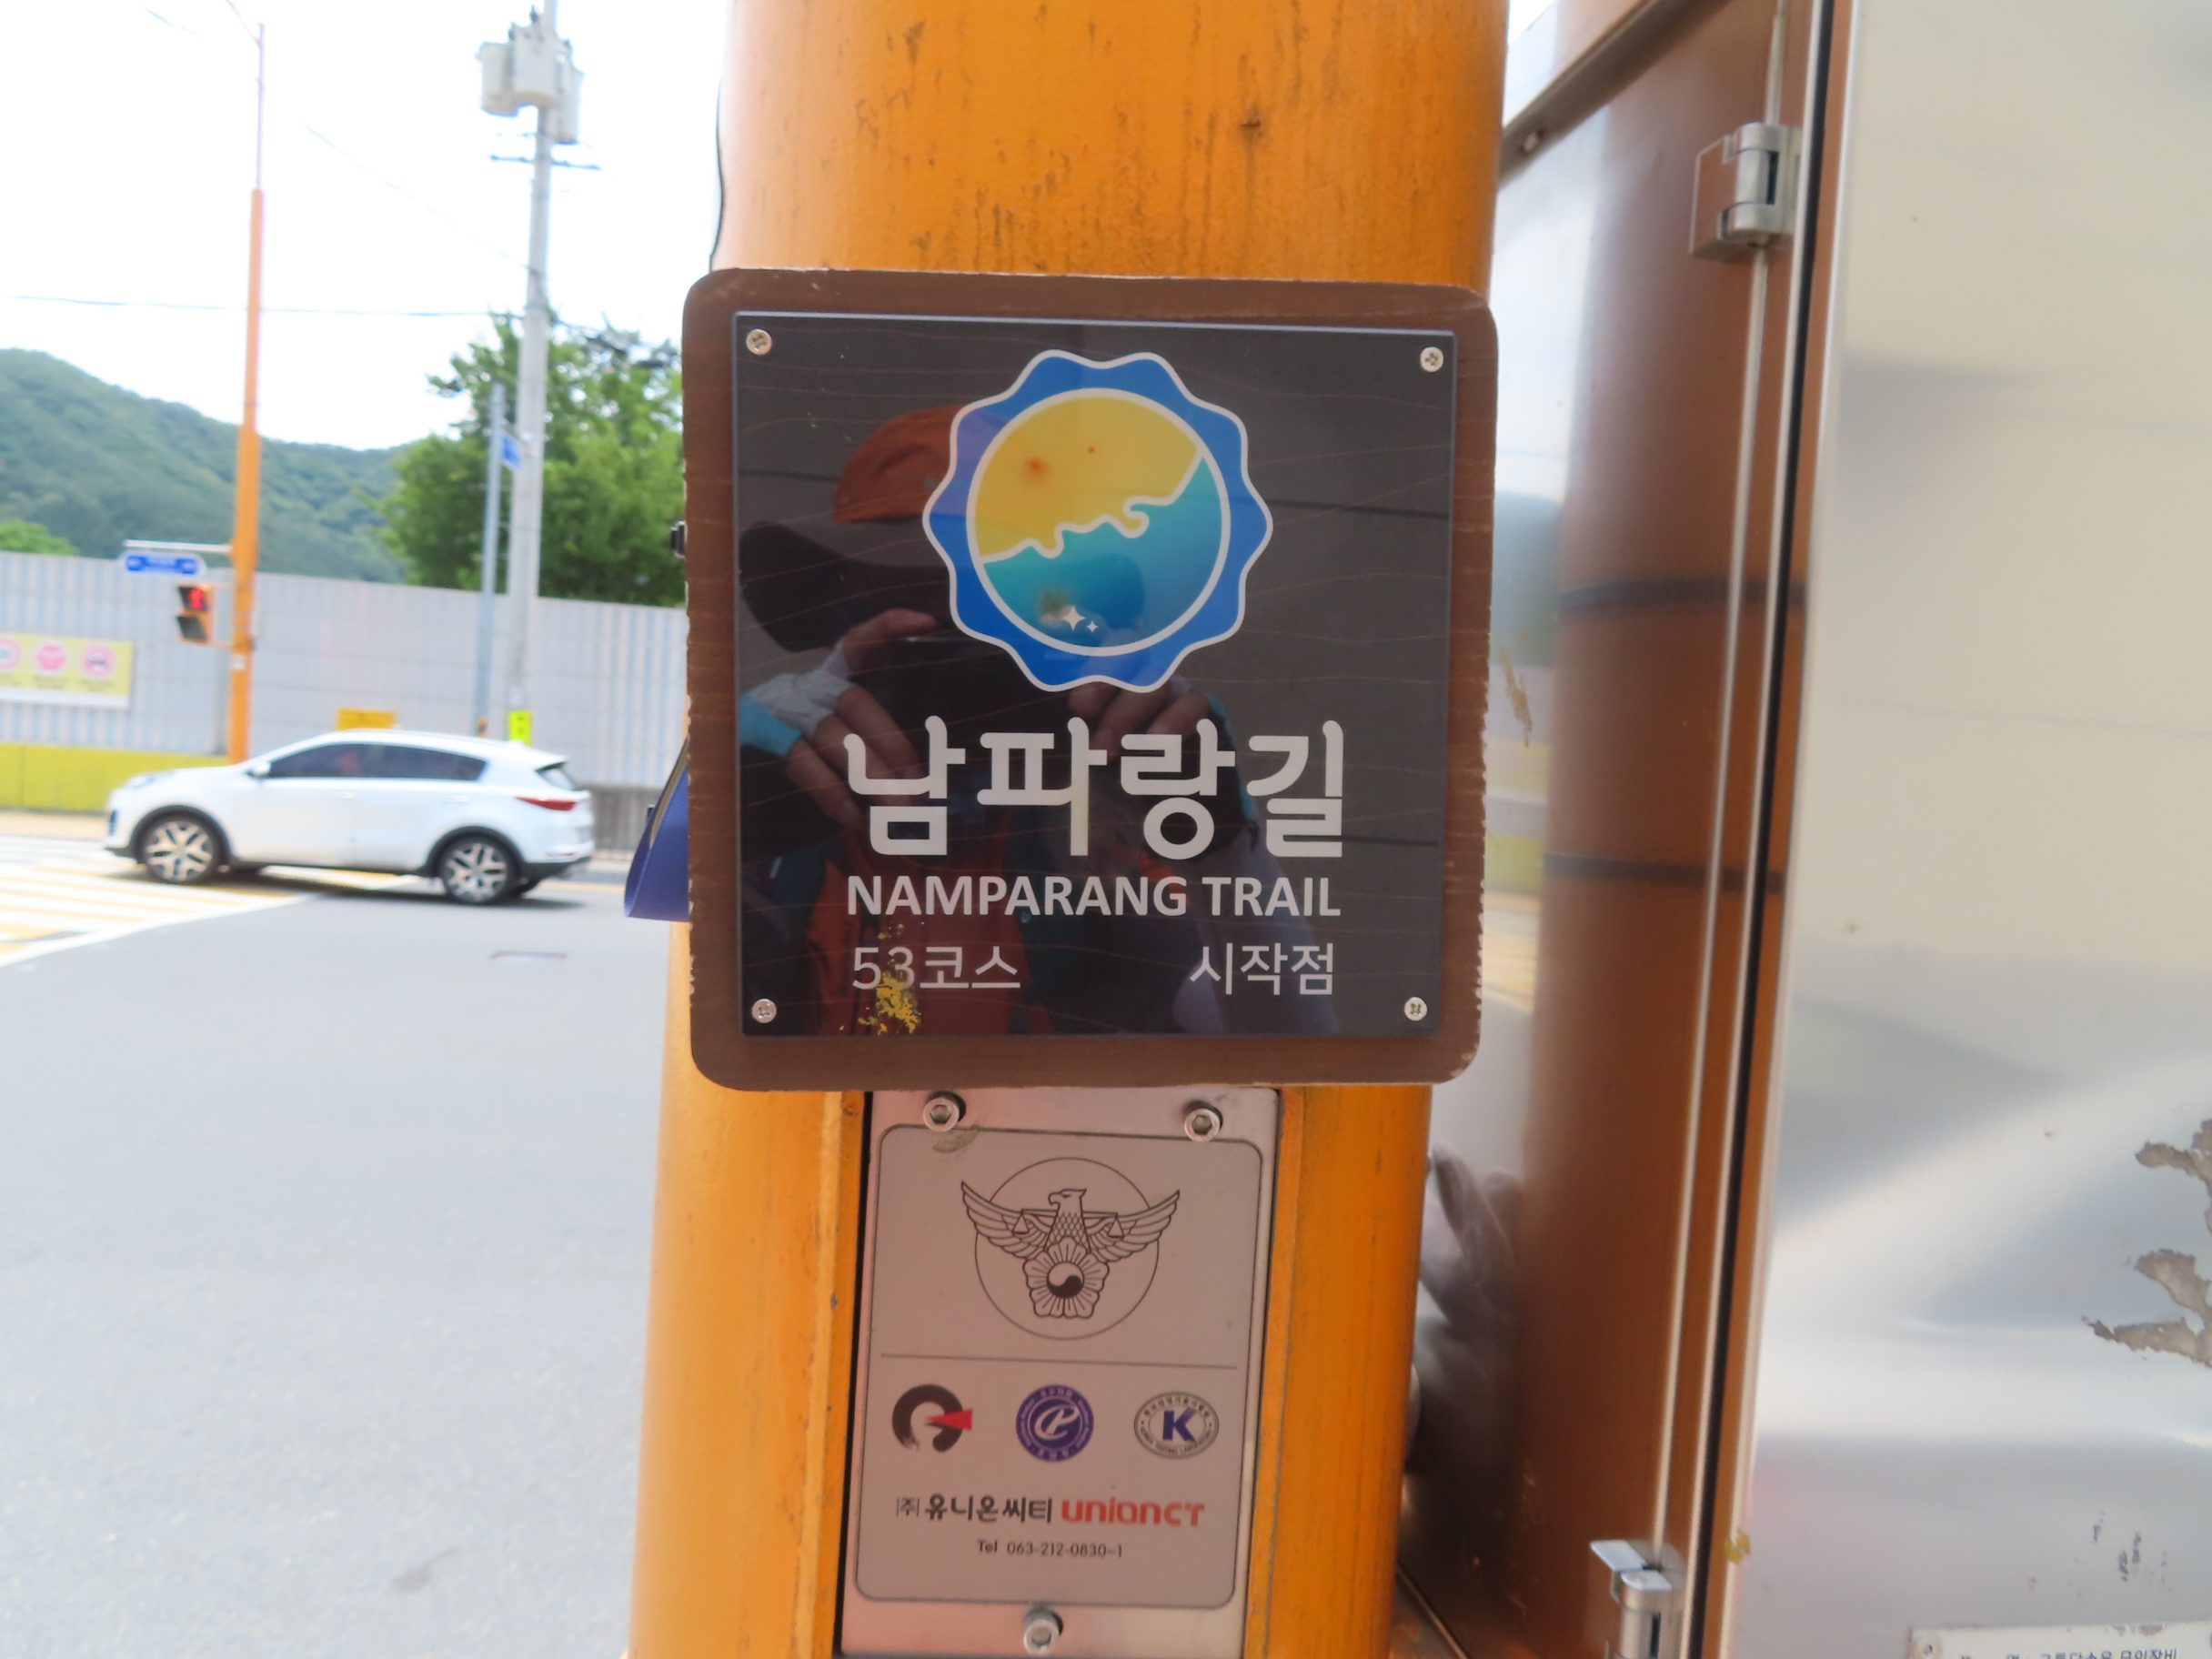 남파랑길
NAMPARANG TRAIL
53코스 시작점
(주)유니온씨티 unionct
Tel 063-212-0830~1